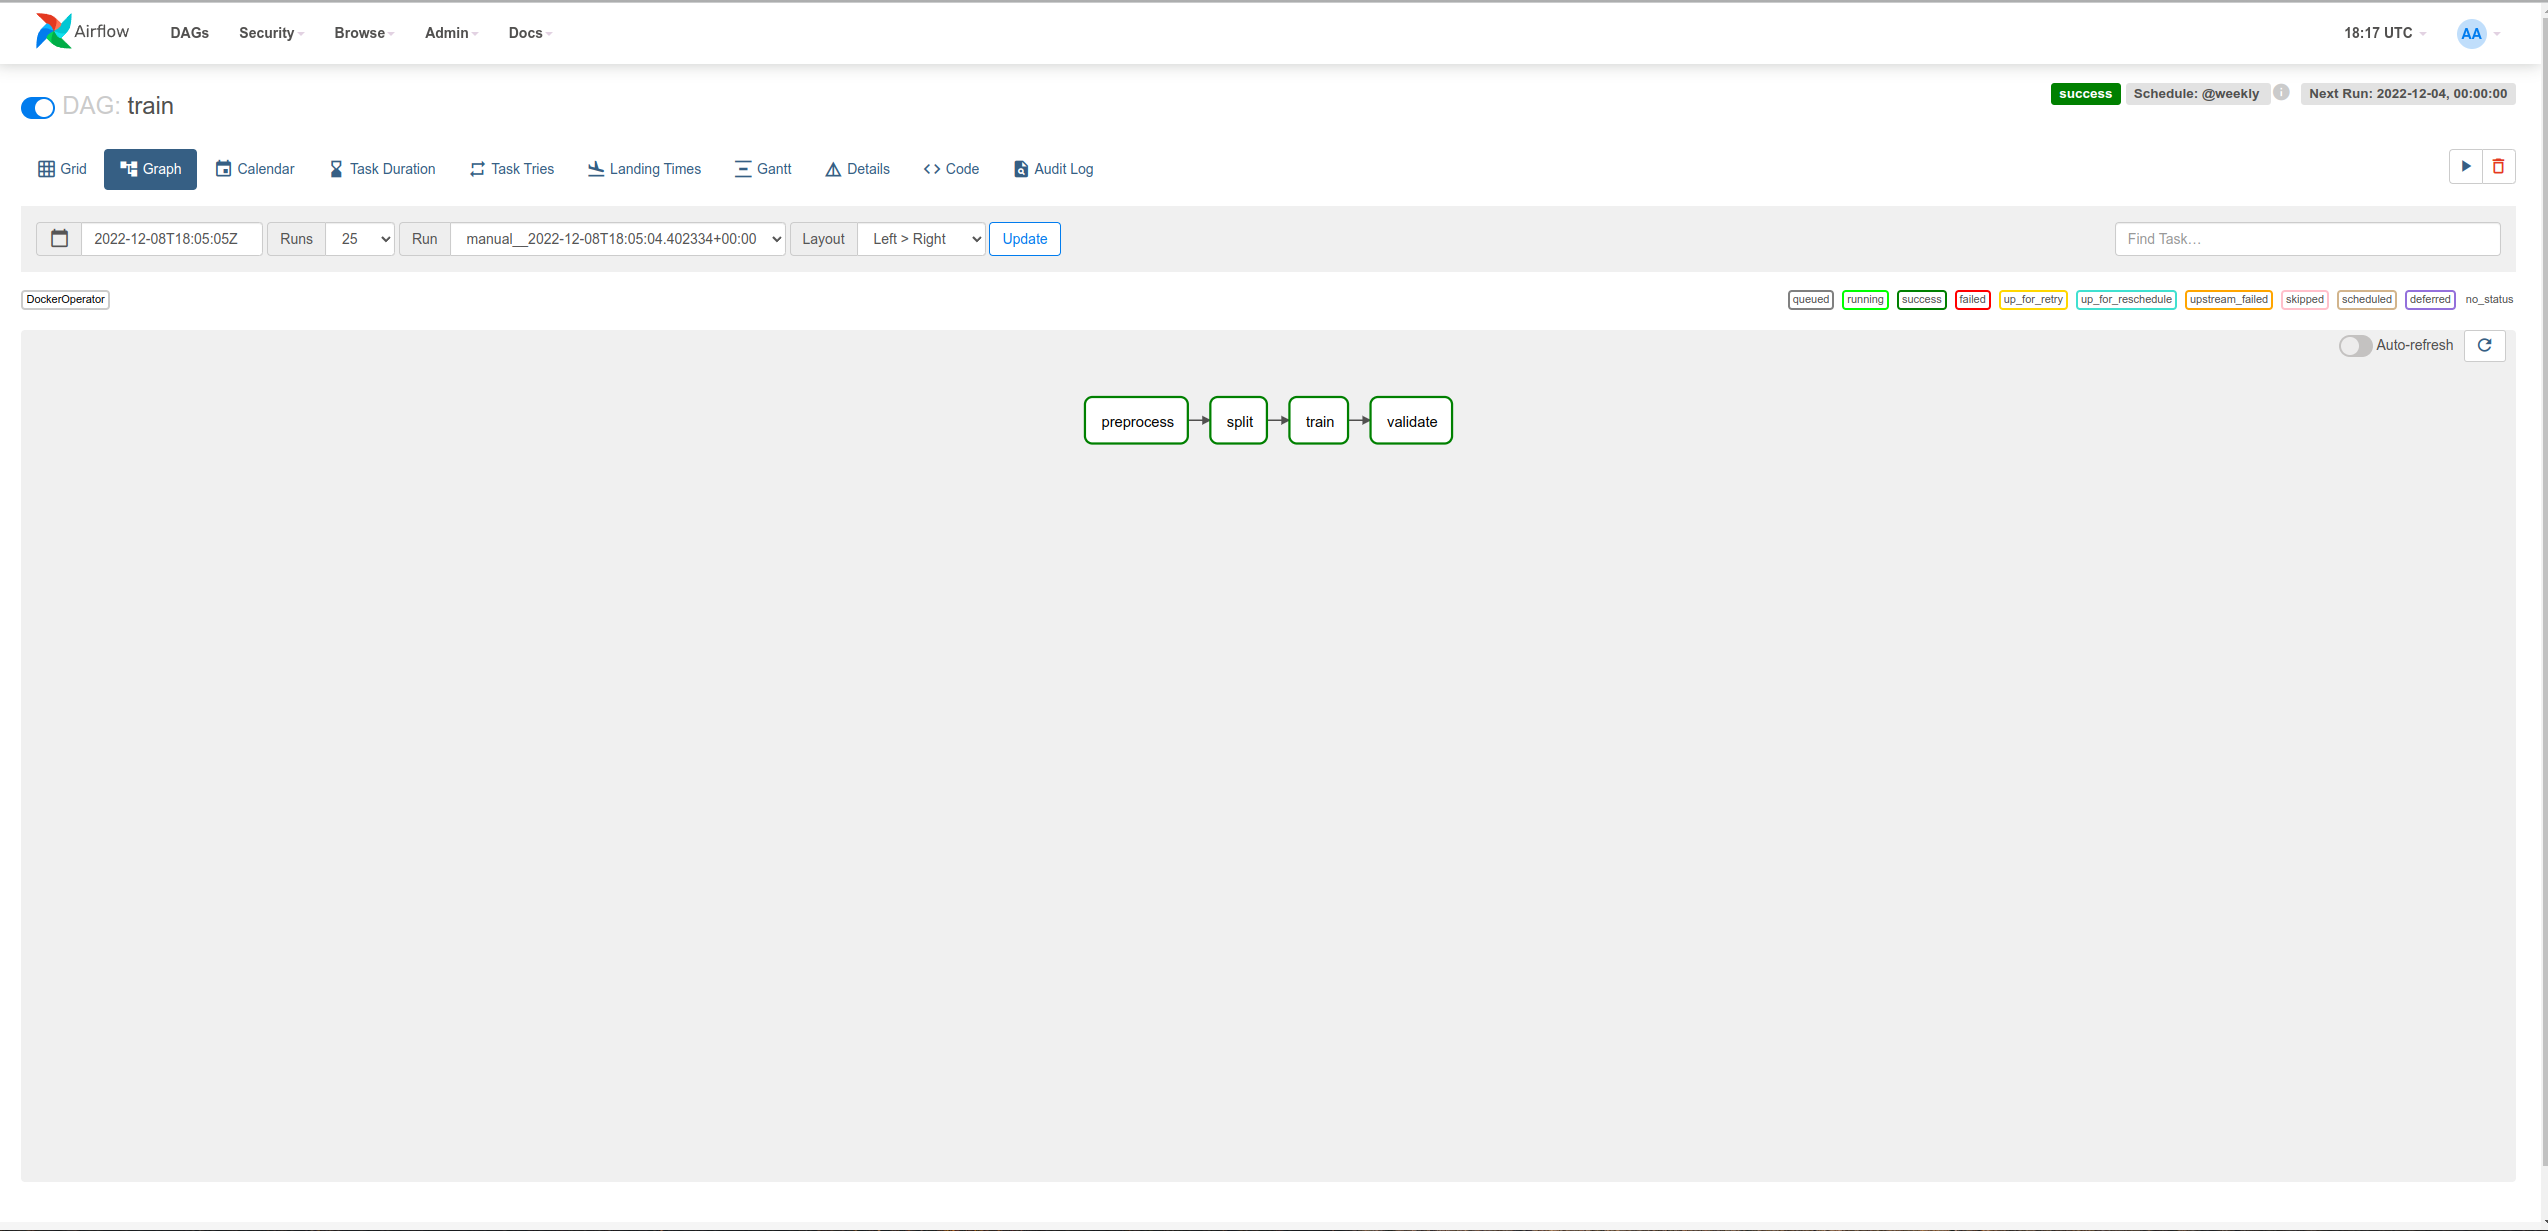 Airflow DAGs Security Browse Admin Docs 18:17 UTC AA
DAG: train success Schedule: @weekly i Next Run: 2022-12-04, 00:00:00
Grid Graph Calendar Task Duration Task Tries Landing Times Gantt Details Code Audit Log
2022-12-08T18:05:05Z Runs 25 Run manual__2022-12-08T18:05:04.402334+00:00 Layout Left > Right Update Find Task…
DockerOperator queued running success failed up_for_retry up_for_reschedule upstream_failed skipped scheduled deferred no_status
Auto-refresh
preprocess split train validate